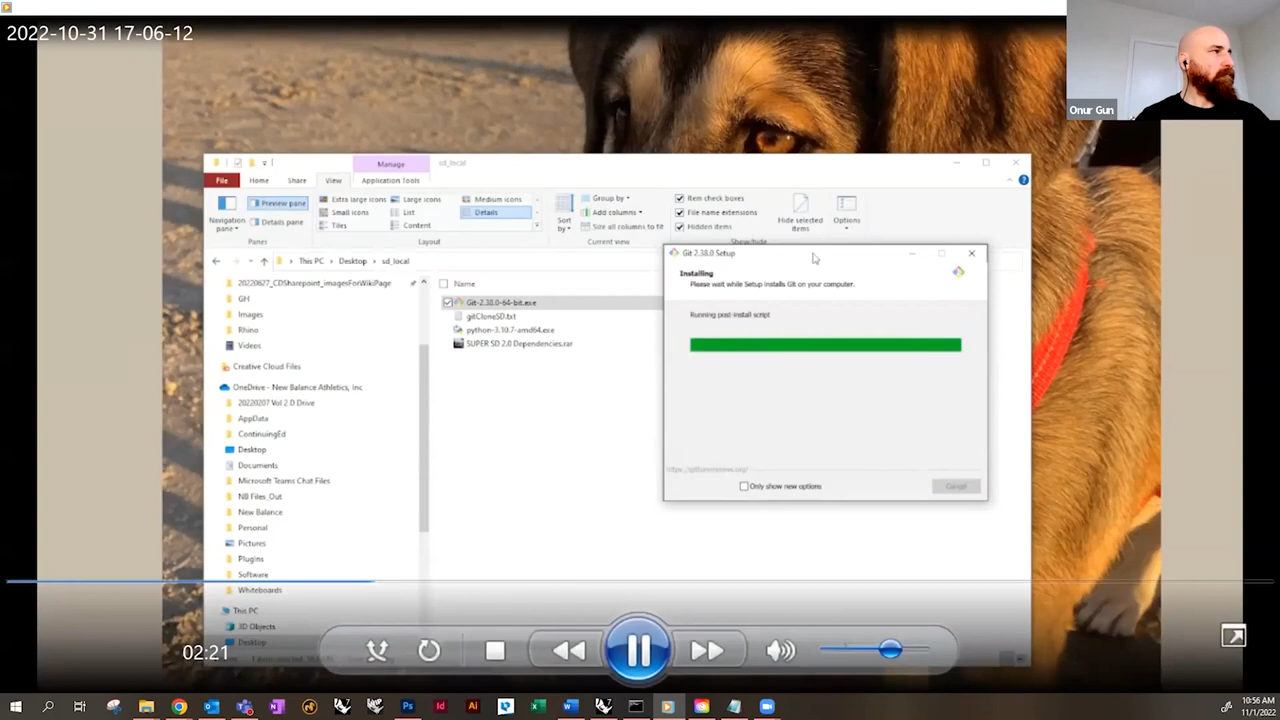 2022-10-31 17-06-12
Onur Gun
Manage
sd_local
File
Home
Share
View
Application Tools
Navigation pane
Preview pane
Details pane
Panes
Extra large icons
Large icons
Medium icons
Small icons
List
Details
Tiles
Content
Layout
Sort by
Group by
Add columns
Size all columns to fit
Current view
Item check boxes
File name extensions
Hidden items
Hide selected items
Options
Show/hide
This PC
Desktop
sd_local
20220627_CDSharepoint_imagesForWikiPage
GH
Images
Rhino
Videos
Creative Cloud Files
OneDrive - New Balance Athletics, Inc
20220207 Vol 2 D Drive
AppData
ContinuingEd
Desktop
Documents
Microsoft Teams Chat Files
NB Files_Out
New Balance
Personal
Pictures
Plugins
Software
Whiteboards
This PC
3D Objects
Desktop
Name
Git-2.38.0-64-bit.exe
gitCloneSD.txt
python-3.10.7-amd64.exe
SUPER SD 2.0 Dependencies.rar
Git 2.38.0 Setup
Installing
Please wait while Setup installs Git on your computer.
Running post-install script
Only show new options
Cancel
02:21
10:56 AM
11/1/2022